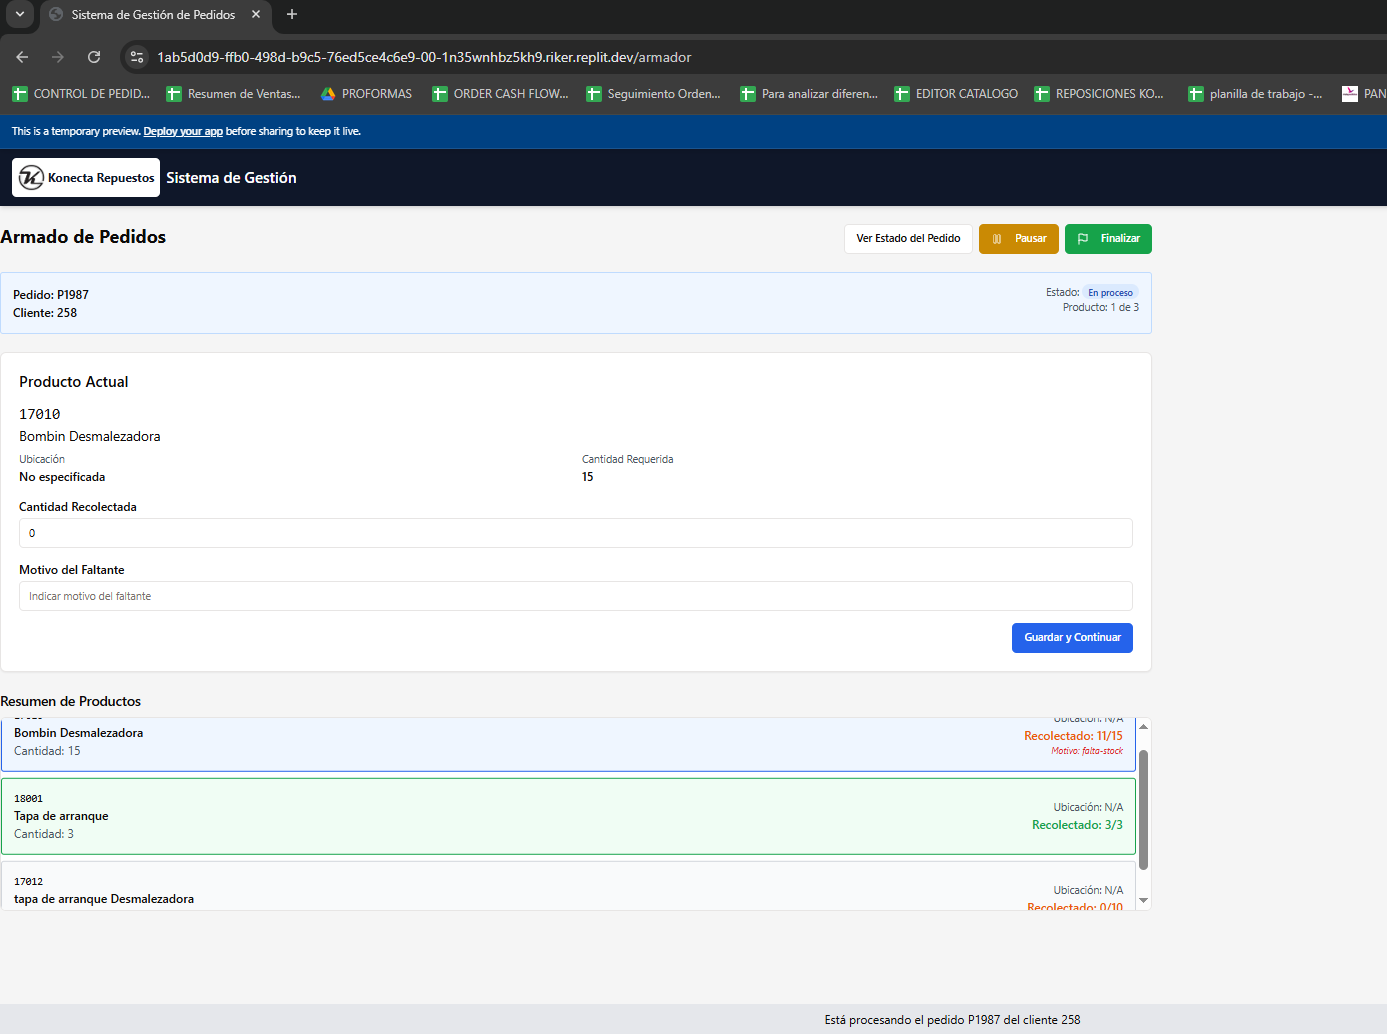 Sistema de Gestión de Pedidos
1ab5d0d9-ffb0-498d-b9c5-76ed5ce4c6e9-00-1n35wnhbz5kh9.riker.replit.dev/armador
CONTROL DE PEDID...
Resumen de Ventas...
PROFORMAS
ORDER CASH FLOW...
Seguimiento Orden...
Para analizar diferen...
EDITOR CATALOGO
REPOSICIONES KO...
planilla de trabajo -...
PAN
This is a temporary preview. Deploy your app before sharing to keep it live.
Konecta Repuestos
Sistema de Gestión
Armado de Pedidos
Ver Estado del Pedido
Pausar
Finalizar
Pedido: P1987
Cliente: 258
Estado: En proceso
Producto: 1 de 3
Producto Actual
17010
Bombin Desmalezadora
Ubicación
No especificada
Cantidad Requerida
15
Cantidad Recolectada
0
Motivo del Faltante
Indicar motivo del faltante
Guardar y Continuar
Resumen de Productos
Bombin Desmalezadora
Cantidad: 15
Ubicación: N/A
Recolectado: 11/15
Motivo: falta-stock
18001
Tapa de arranque
Cantidad: 3
Ubicación: N/A
Recolectado: 3/3
17012
tapa de arranque Desmalezadora
Ubicación: N/A
Recolectado: 0/10
Está procesando el pedido P1987 del cliente 258